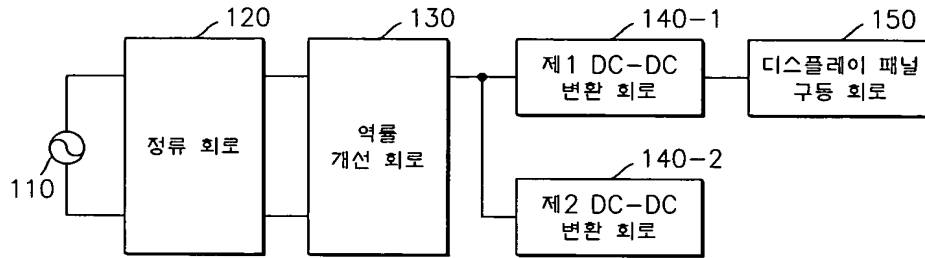 120
130
140-1
150
110
정류 회로
역률
개선 회로
제1 DC-DC
변환 회로
디스플레이 패널
구동 회로
140-2
제2 DC-DC
변환 회로